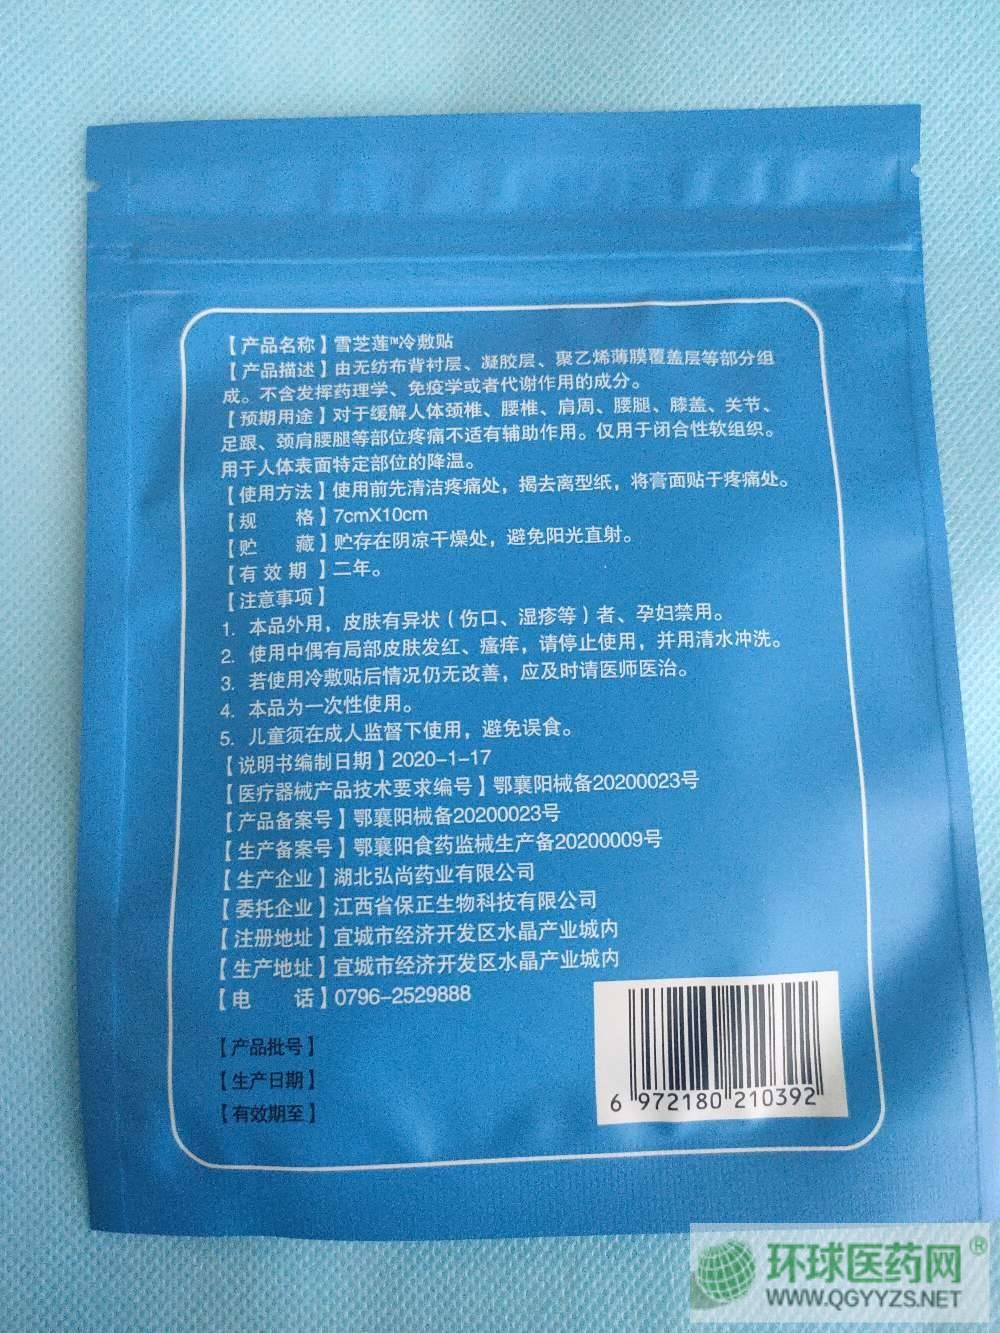 【产品名称】雪芝莲™冷敷贴
【产品描述】由无纺布背衬层、凝胶层、聚乙烯薄膜覆盖层等部分组
成。不含发挥药理学、免疫学或者代谢作用的成分。
【预期用途】对于缓解人体颈椎、腰椎、肩周、腰腿、膝盖、关节、
足跟、颈肩腰腿等部位疼痛不适有辅助作用。仅用于闭合性软组织。
用于人体表面特定部位的降温。
【使用方法】使用前先清洁疼痛处，揭去离型纸，将膏面贴于疼痛处。
【规　　格】7cmX10cm
【贮　　藏】贮存在阴凉干燥处，避免阳光直射。
【有 效 期 】二年。
【注意事项】
1. 本品外用，皮肤有异状（伤口、湿疹等）者、孕妇禁用。
2. 使用中偶有局部皮肤发红、瘙痒，请停止使用，并用清水冲洗。
3. 若使用冷敷贴后情况仍无改善，应及时请医师医治。
4. 本品为一次性使用。
5. 儿童须在成人监督下使用，避免误食。
【说明书编制日期】2020-1-17
【医疗器械产品技术要求编号】鄂襄阳械备20200023号
【产品备案号】鄂襄阳械备20200023号
【生产备案号】鄂襄阳食药监械生产备20200009号
【生产企业】湖北弘尚药业有限公司
【委托企业】江西省保正生物科技有限公司
【注册地址】宜城市经济开发区水晶产业城内
【生产地址】宜城市经济开发区水晶产业城内
【电　　话】0796-2529888
【产品批号】
【生产日期】
【有效期至】
6 972180 210392
环球医药网®
WWW.QGYYZS.NET